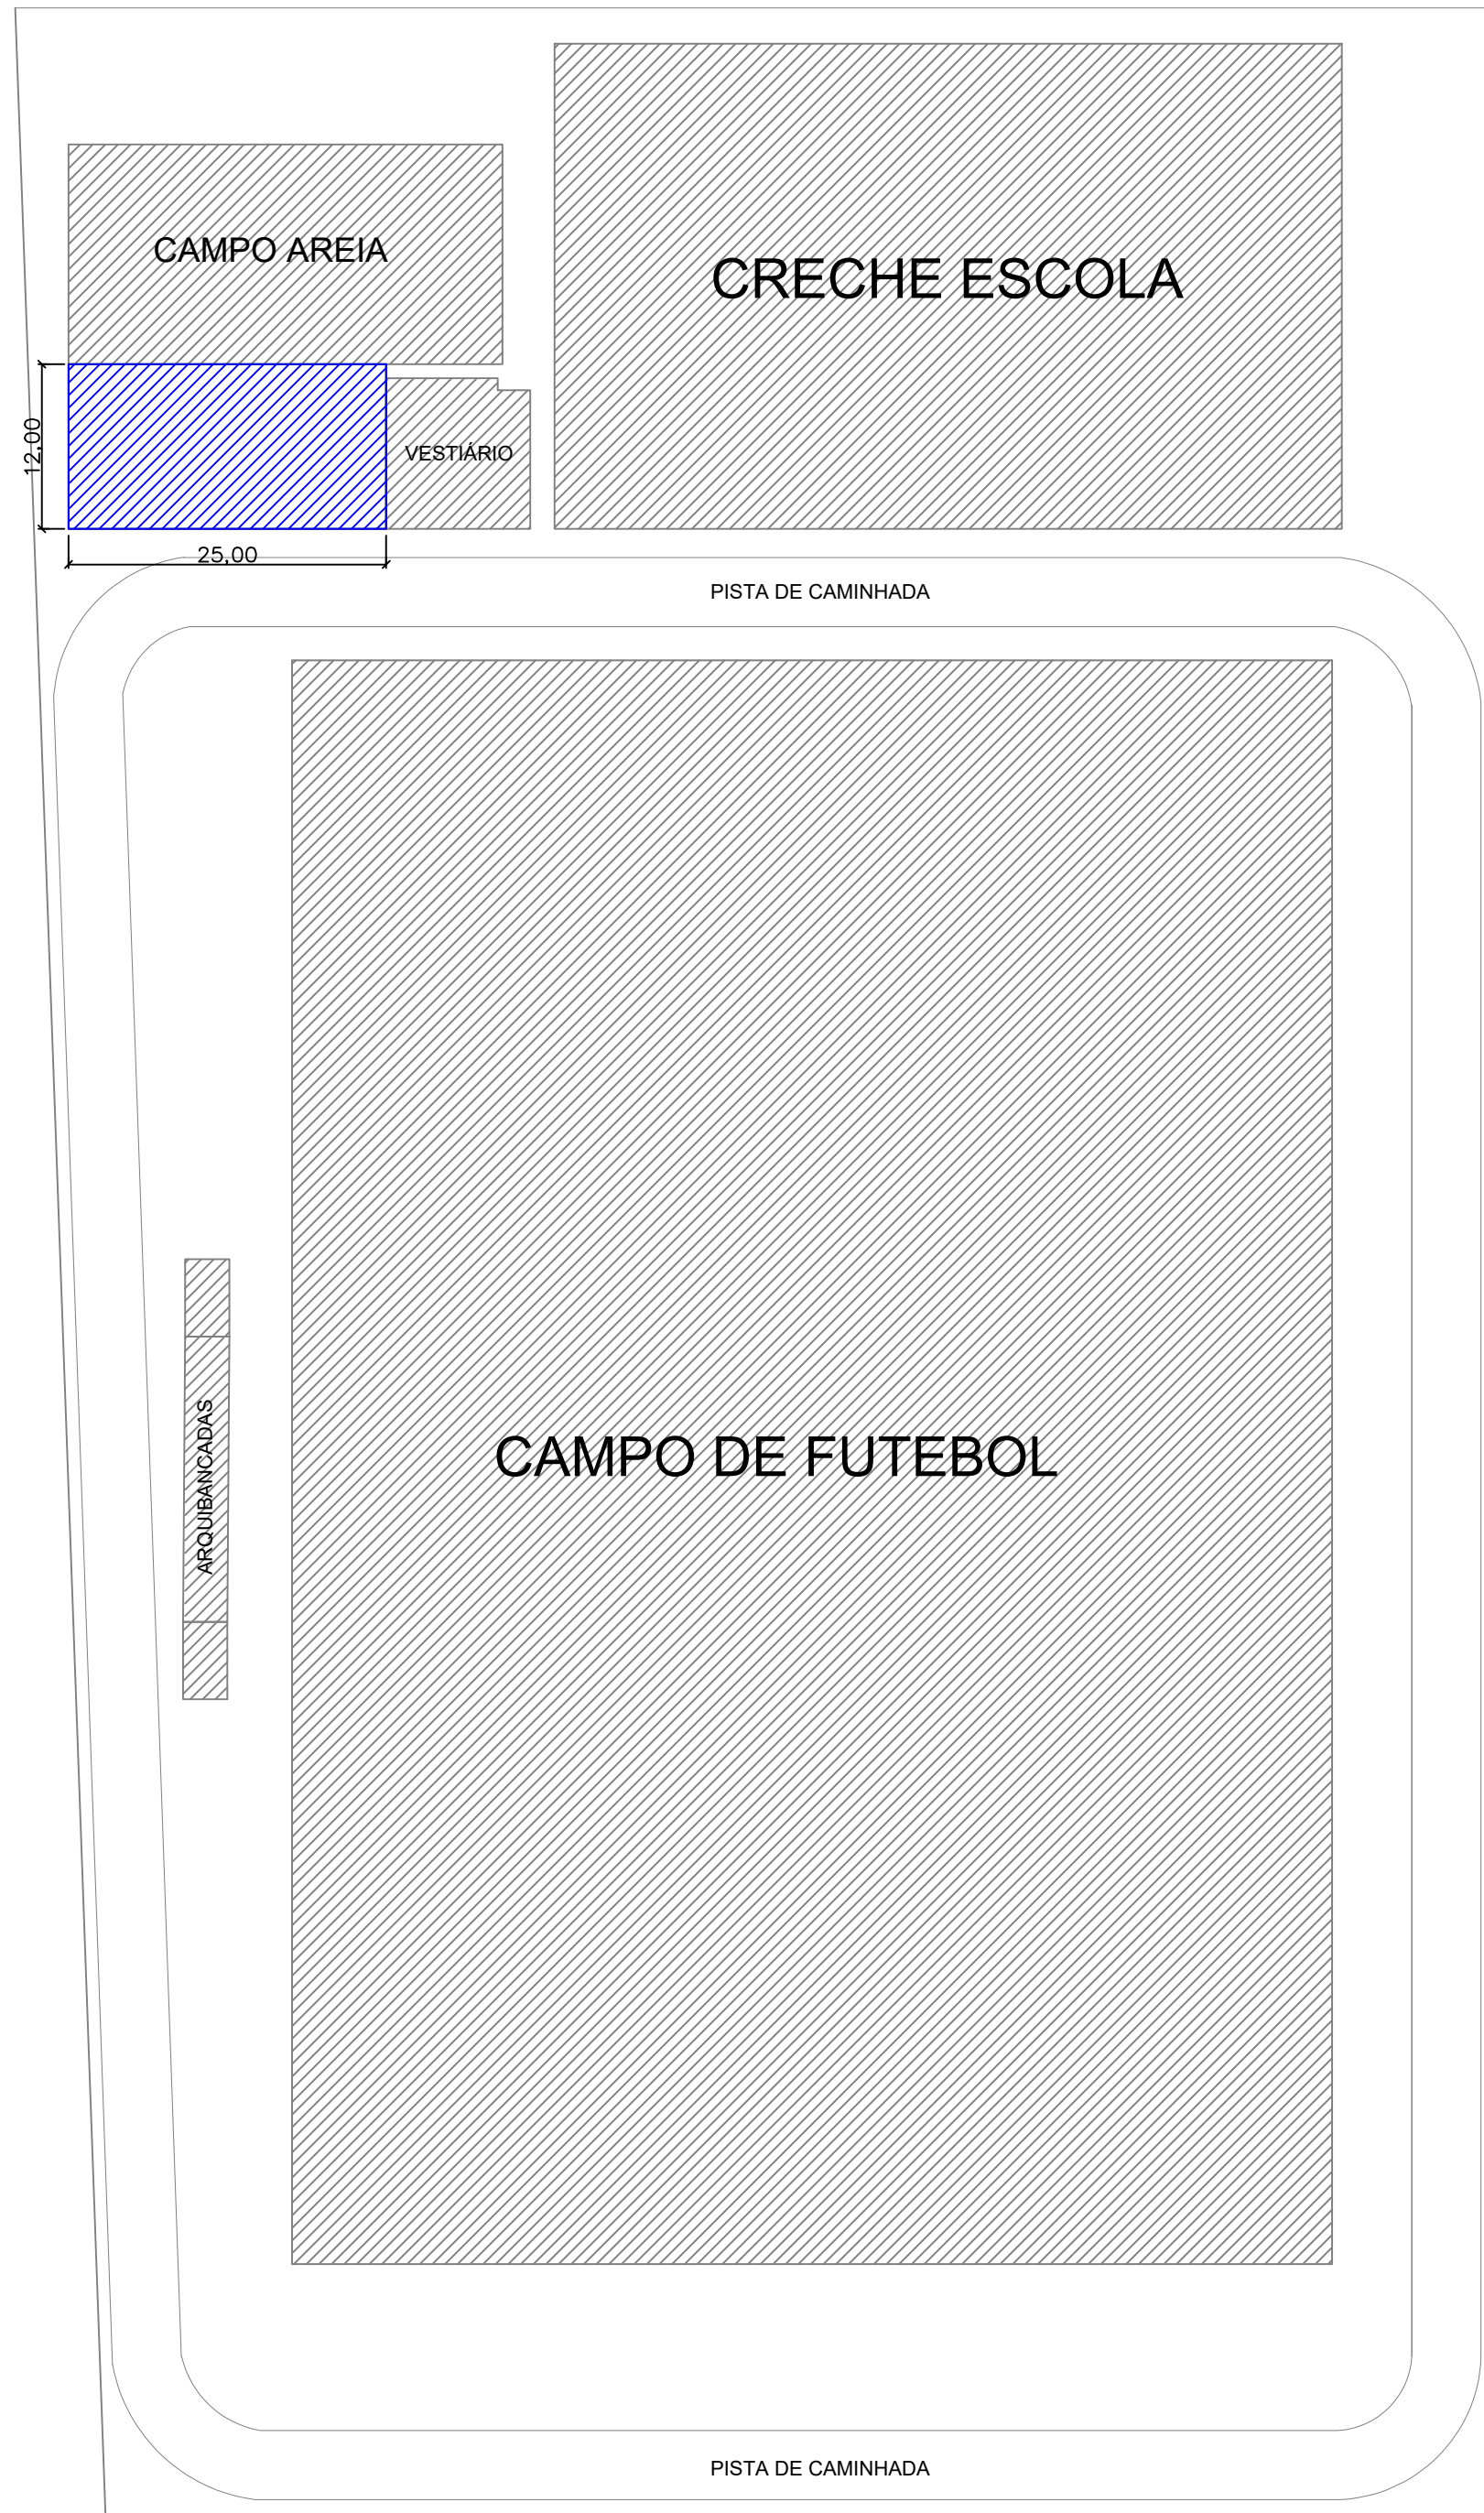 CAMPO AREIA
CRECHE ESCOLA
12,00
VESTIÁRIO
25,00
PISTA DE CAMINHADA
ARQUIBANCADAS
CAMPO DE FUTEBOL
PISTA DE CAMINHADA